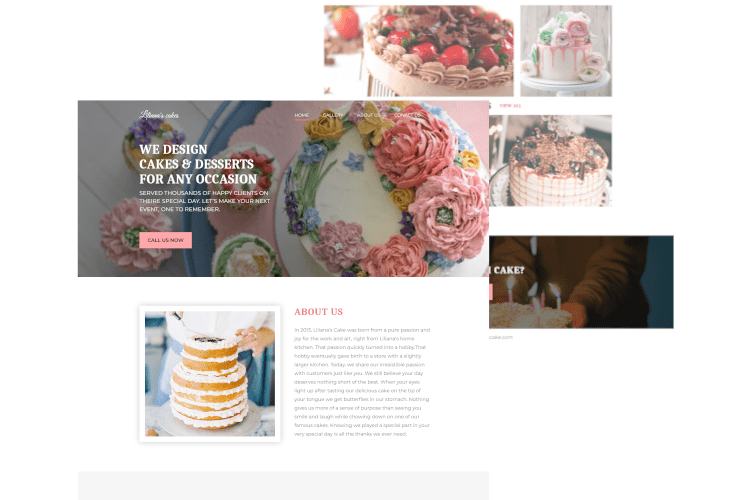 VIEW ALL
Liliana's cakes
HOME
GALLERY
ABOUT US
CONTACT US
WE DESIGN
CAKES & DESSERTS
FOR ANY OCCASION
SERVED THOUSANDS OF HAPPY CLIENTS ON
THEIRE SPECIAL DAY. LET'S MAKE YOUR NEXT
EVENT, ONE TO REMEMBER.
CALL US NOW
CAKE?
cake.com
ABOUT US
In 2013, Liliana's Cake was born from a pure passion and
joy for the work and art, right from Liliana's home
kitchen. That passion quickly turned into a hobby. That
hobby eventually gave birth to a store with a slightly
larger kitchen. Today, we share our irresistible passion
with customers just like you. We still believe your day
deserves nothing short of the best. When your eyes
light up after tasting our delicious cake on the tip of
your tongue we get butterflies in our stomach. Nothing
gives us more of a sense of purpose than seeing you
smile and laugh while chowing down on one of our
famous cakes. Knowing we played a special part in your
very special day is all the thanks we ever need.